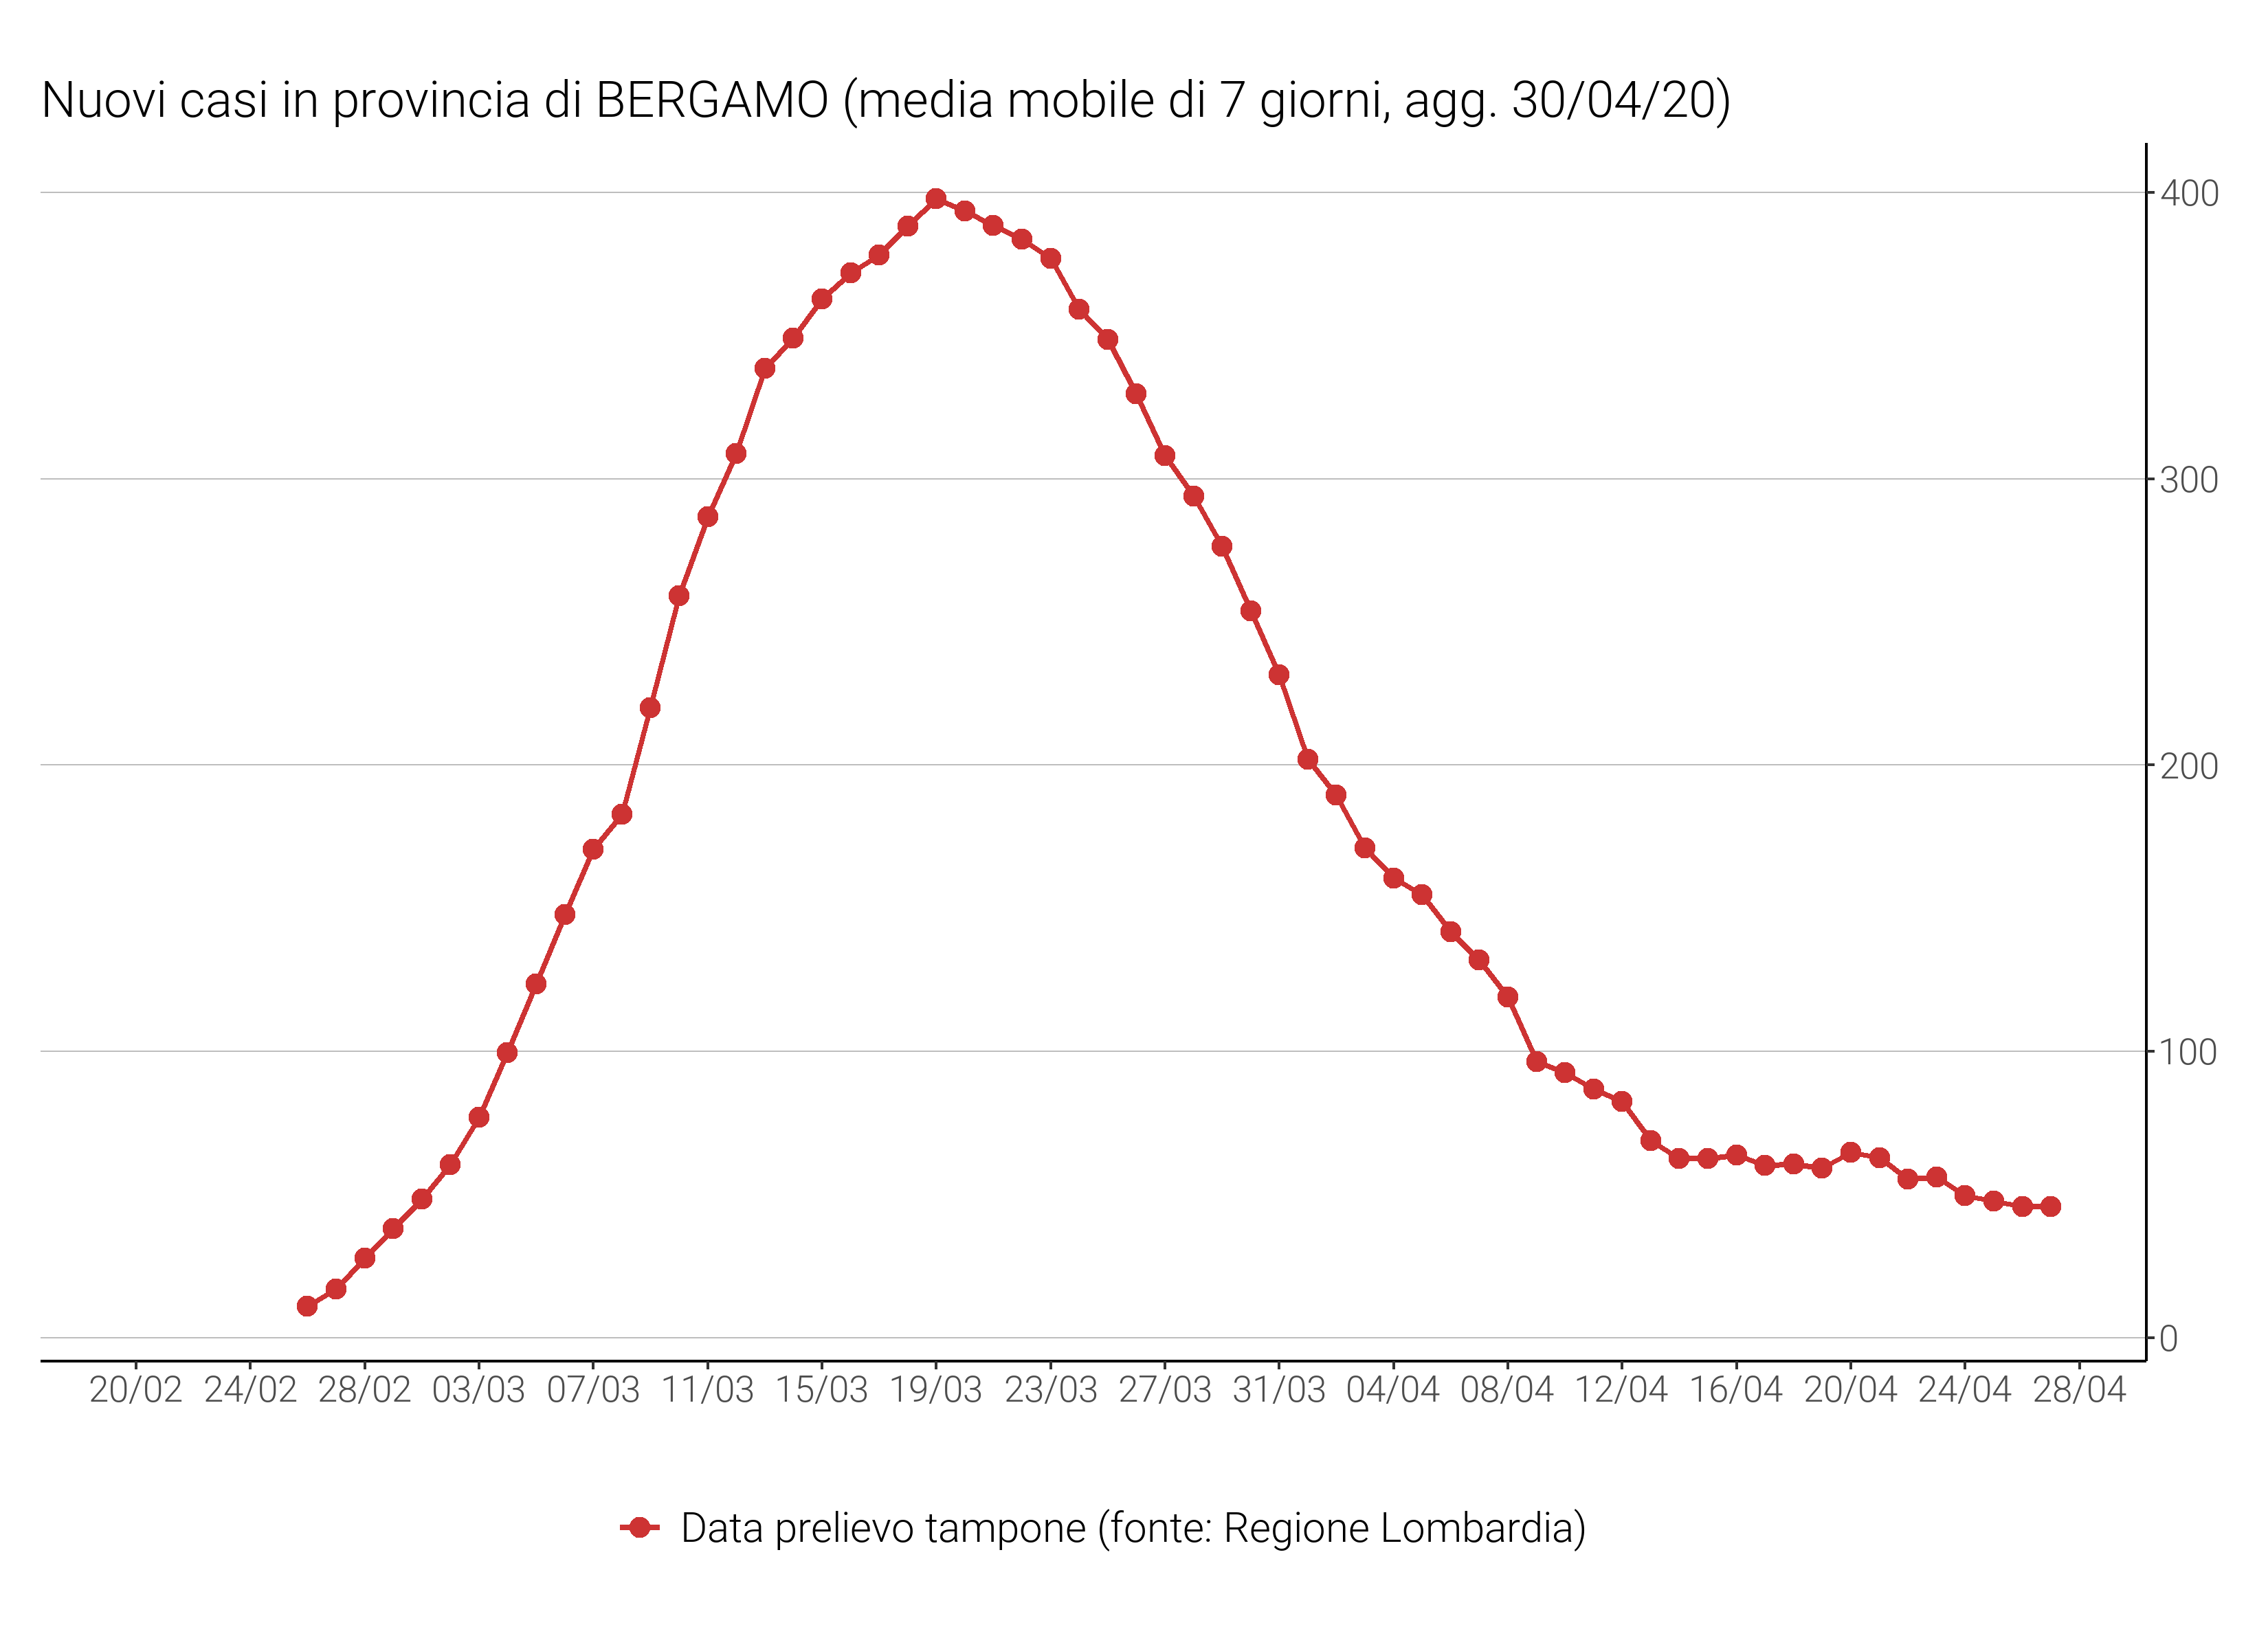 Nuovi casi in provincia di BERGAMO (media mobile di 7 giorni, agg. 30/04/20)
400
300
200
100
0
20/02 24/02 28/02 03/03 07/03 11/03 15/03 19/03 23/03 27/03 31/03 04/04 08/04 12/04 16/04 20/04 24/04 28/04
Data prelievo tampone (fonte: Regione Lombardia)